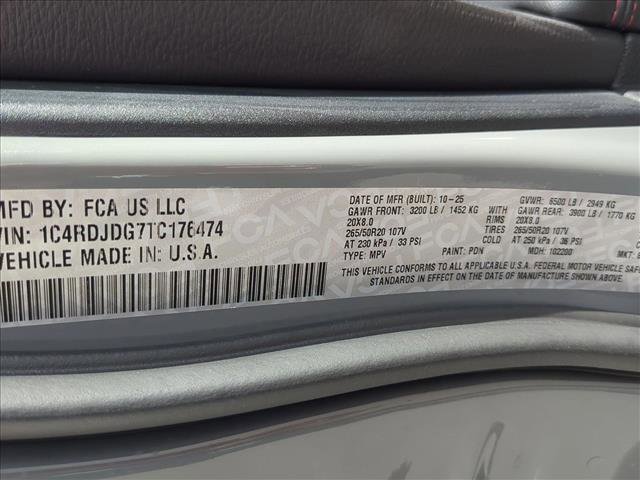 MFD BY: FCA US LLC
VIN: 1C4RDJDG7TC176474
VEHICLE MADE IN: U.S.A.
DATE OF MFR (BUILT): 10-25 GVWR: 6500 LB / 2949 KG
GAWR FRONT: 3200 LB / 1452 KG WITH GAWR REAR: 3900 LB / 1770 KG
20X8.0 RIMS 20X8.0
265/50R20 107V TIRES 265/50R20 107V
AT 230 kPa / 33 PSI COLD AT 250 kPa / 36 PSI
TYPE: MPV PAINT: PDN MDH: 102200 MKT:
THIS VEHICLE CONFORMS TO ALL APPLICABLE U.S.A. FEDERAL MOTOR VEHICLE
STANDARDS IN EFFECT ON THE DATE OF MANUFACTURE SHOWN ABOVE.